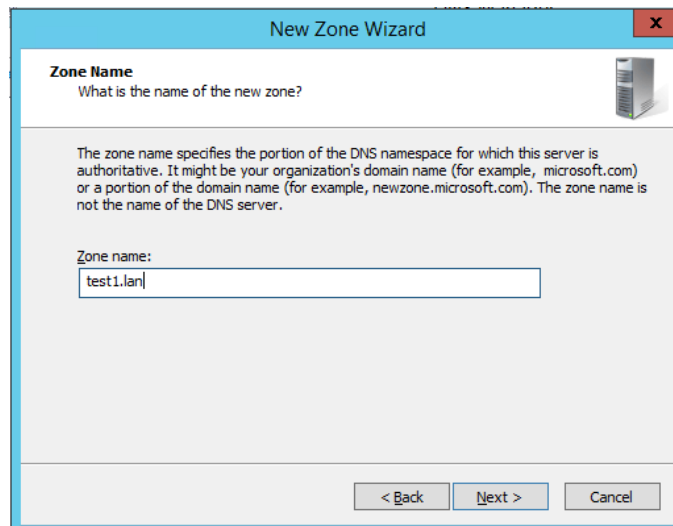 New Zone Wizard
x
Zone Name
What is the name of the new zone?
The zone name specifies the portion of the DNS namespace for which this server is
authoritative. It might be your organization's domain name (for example, microsoft.com)
or a portion of the domain name (for example, newzone.microsoft.com). The zone name is
not the name of the DNS server.
Zone name:
test1.lan
< Back
Next >
Cancel